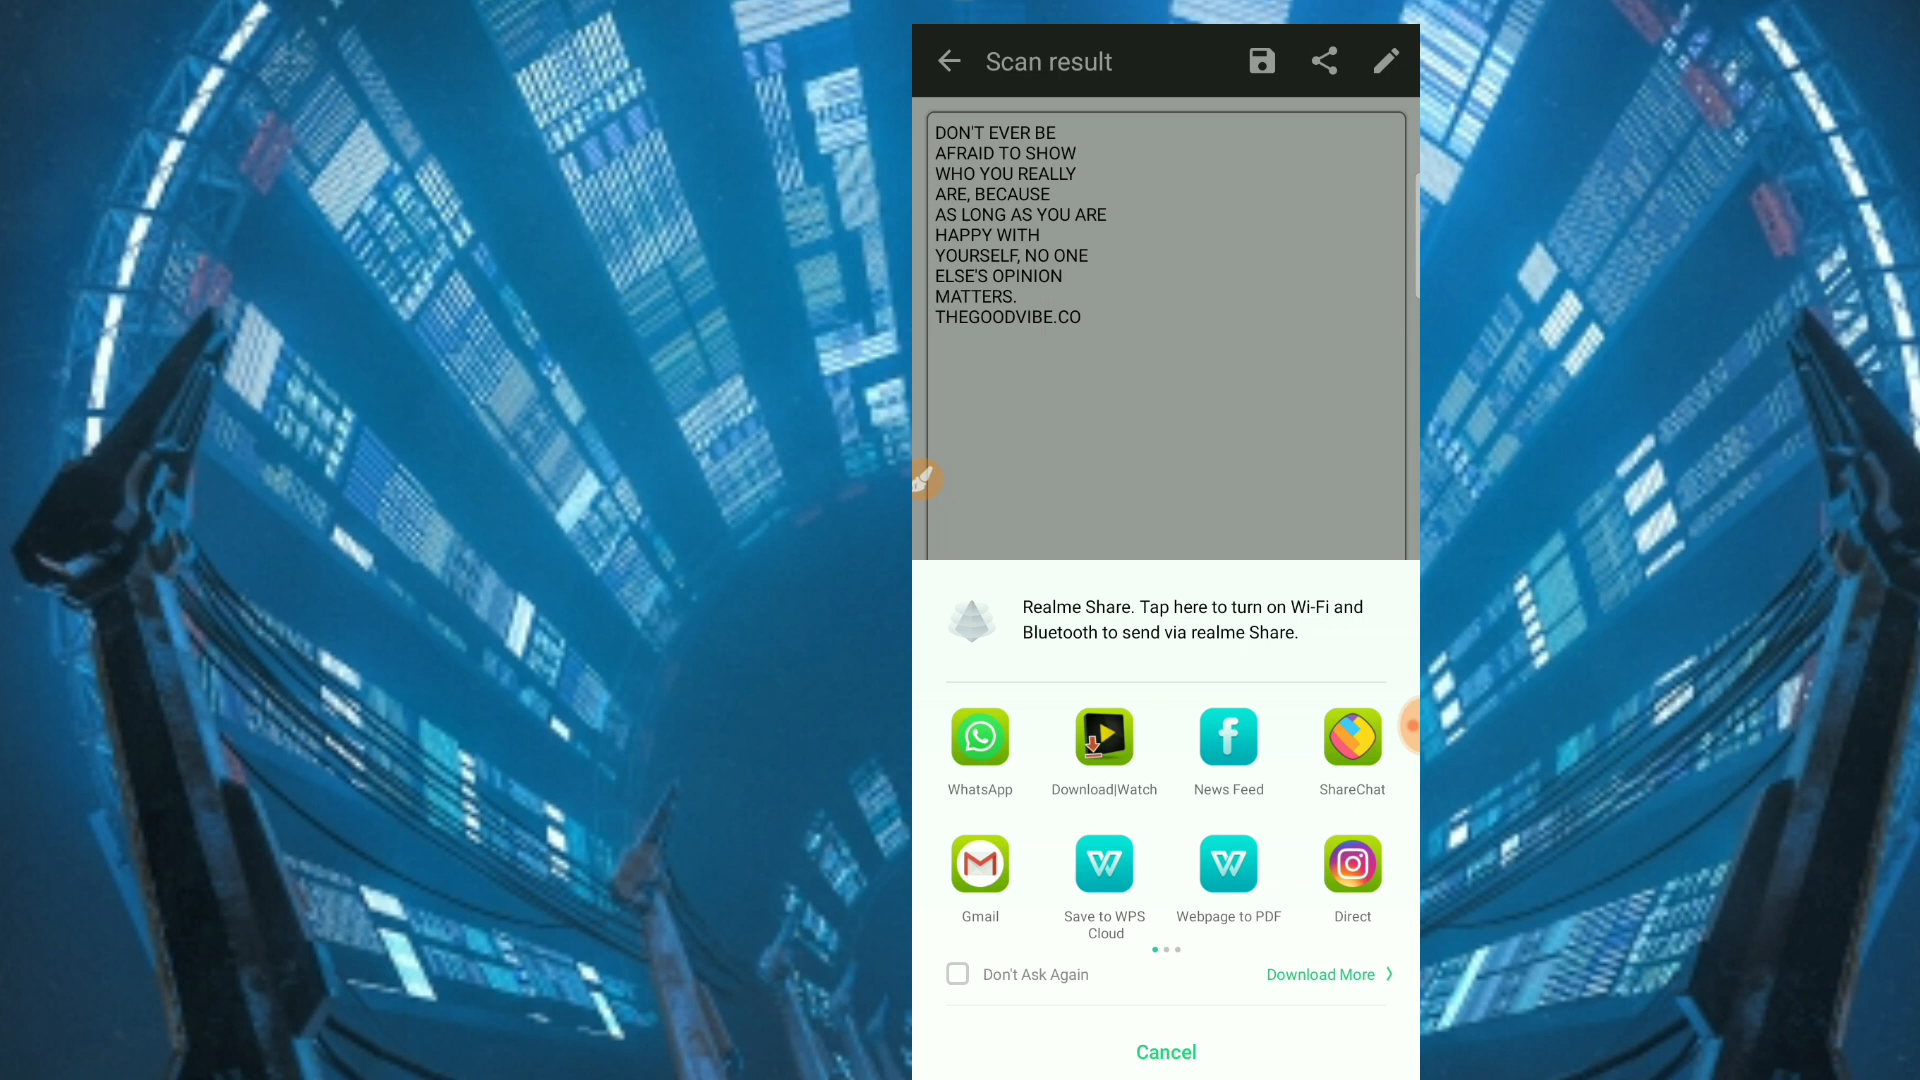 Scan result
DON'T EVER BE
AFRAID TO SHOW
WHO YOU REALLY
ARE, BECAUSE
AS LONG AS YOU ARE
HAPPY WITH
YOURSELF, NO ONE
ELSE'S OPINION
MATTERS.
THEGOODVIBE.CO
Realme Share. Tap here to turn on Wi-Fi and
Bluetooth to send via realme Share.
WhatsApp Download|Watch News Feed ShareChat
Gmail Save to WPS Webpage to PDF Direct
Cloud
Don't Ask Again Download More
Cancel